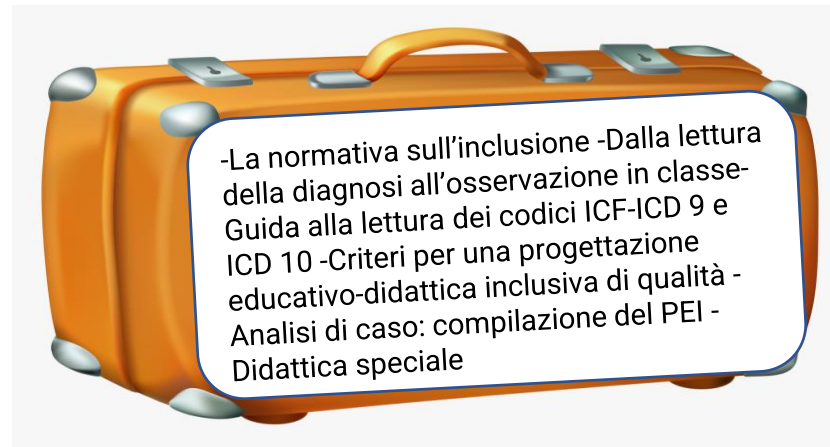 -La normativa sull’inclusione -Dalla lettura
della diagnosi all’osservazione in classe-
Guida alla lettura dei codici ICF-ICD 9 e
ICD 10 -Criteri per una progettazione
educativo-didattica inclusiva di qualità -
Analisi di caso: compilazione del PEI -
Didattica speciale